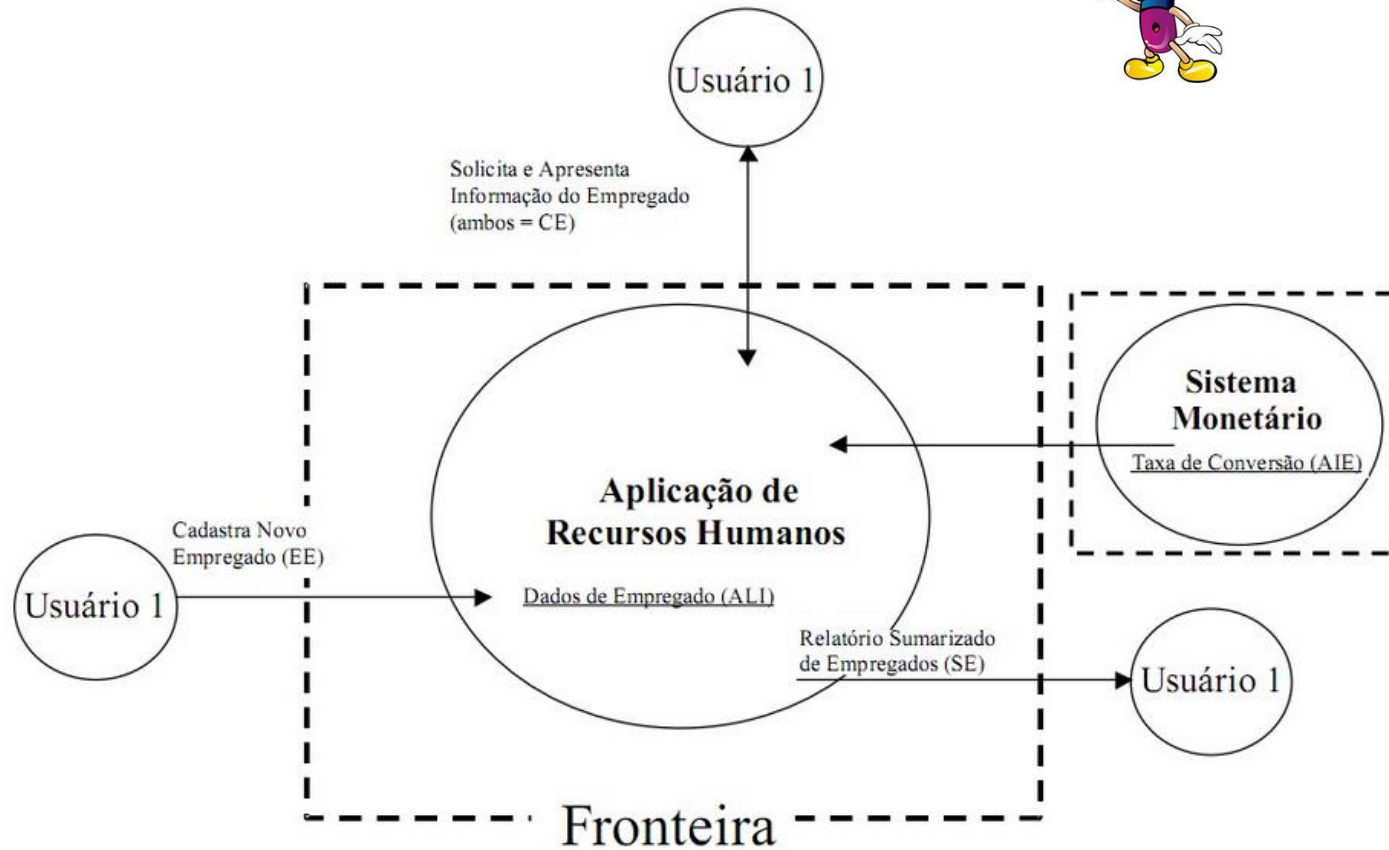 Usuário 1
Solicita e Apresenta
Informação do Empregado
(ambos = CE)
Sistema
Monetário
Taxa de Conversão (AIE)
Aplicação de
Recursos Humanos
Dados de Empregado (ALI)
Cadastra Novo
Empregado (EE)
Usuário 1
Relatório Sumarizado
de Empregados (SE)
Usuário 1
Fronteira